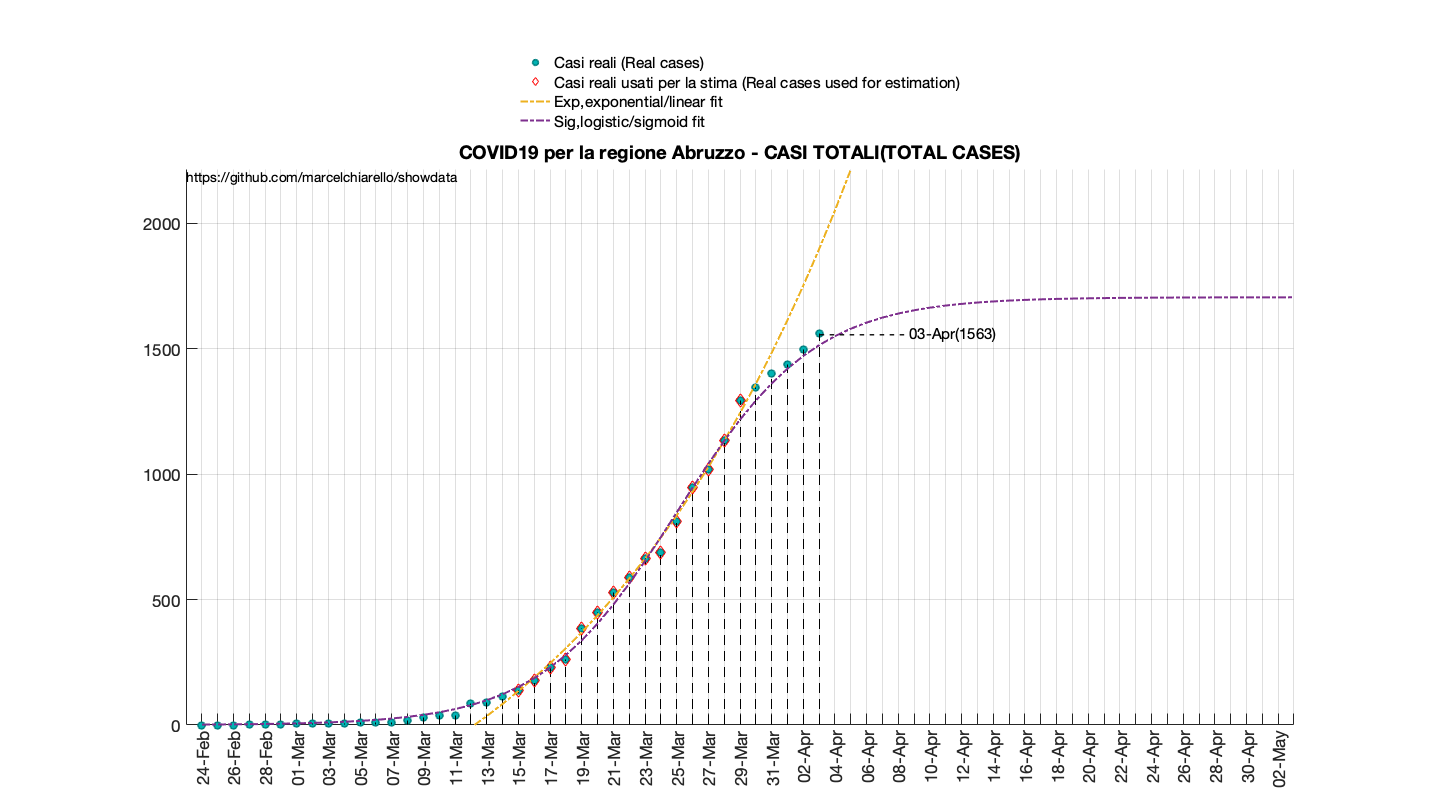 Casi reali (Real cases)
Casi reali usati per la stima (Real cases used for estimation)
Exp,exponential/linear fit
Sig,logistic/sigmoid fit
COVID19 per la regione Abruzzo - CASI TOTALI(TOTAL CASES)
https://github.com/marcelchiarello/showdata
2000
1500
1000
500
0
03-Apr(1563)
24-Feb
26-Feb
28-Feb
01-Mar
03-Mar
05-Mar
07-Mar
09-Mar
11-Mar
13-Mar
15-Mar
17-Mar
19-Mar
21-Mar
23-Mar
25-Mar
27-Mar
29-Mar
31-Mar
02-Apr
04-Apr
06-Apr
08-Apr
10-Apr
12-Apr
14-Apr
16-Apr
18-Apr
20-Apr
22-Apr
24-Apr
26-Apr
28-Apr
30-Apr
02-May